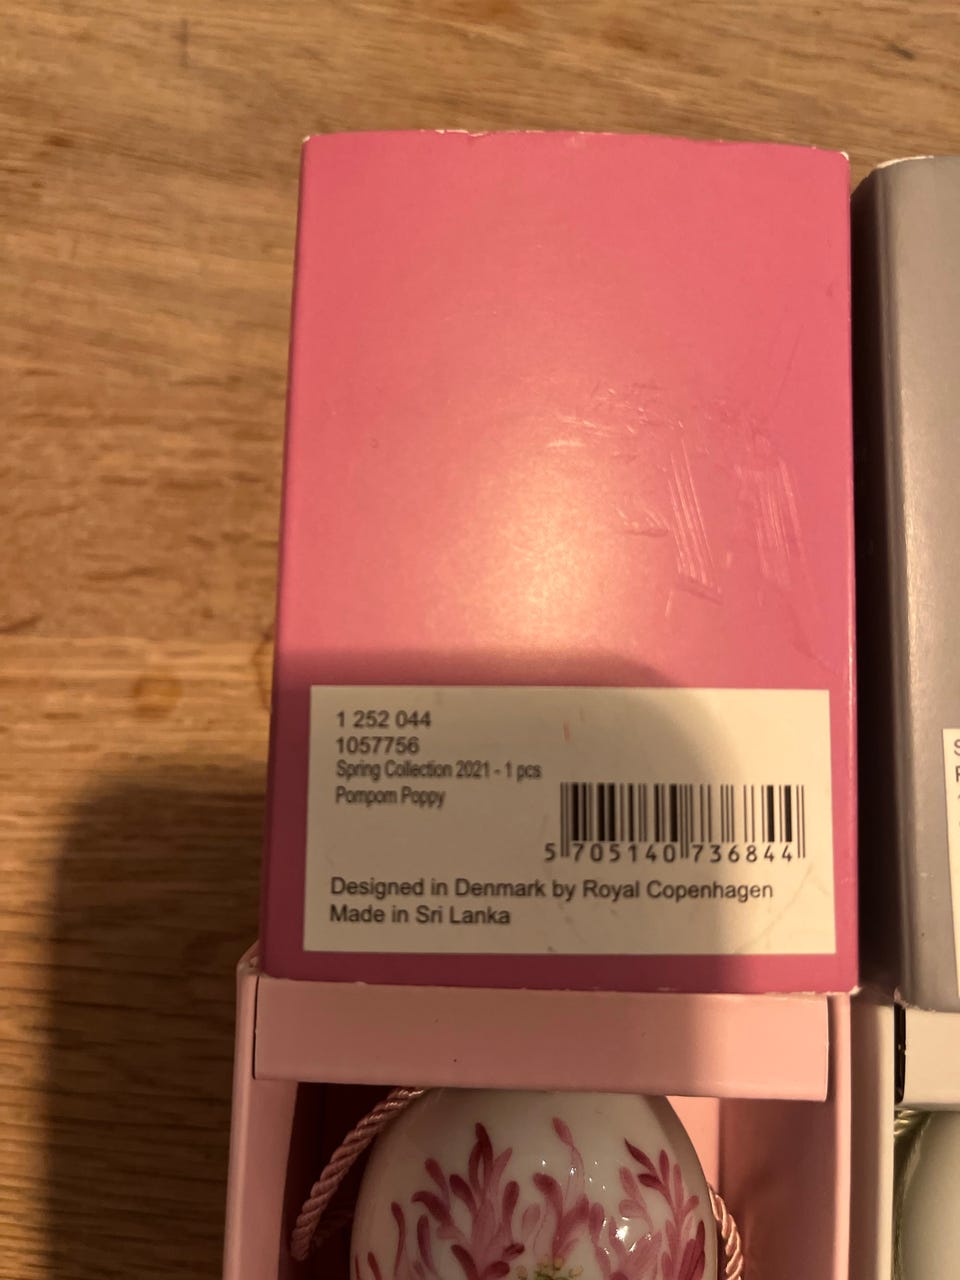 1 252 044
1057756
Spring Collection 2021 - 1 pcs
Pompom Poppy
5 705140 736844
Designed in Denmark by Royal Copenhagen
Made in Sri Lanka